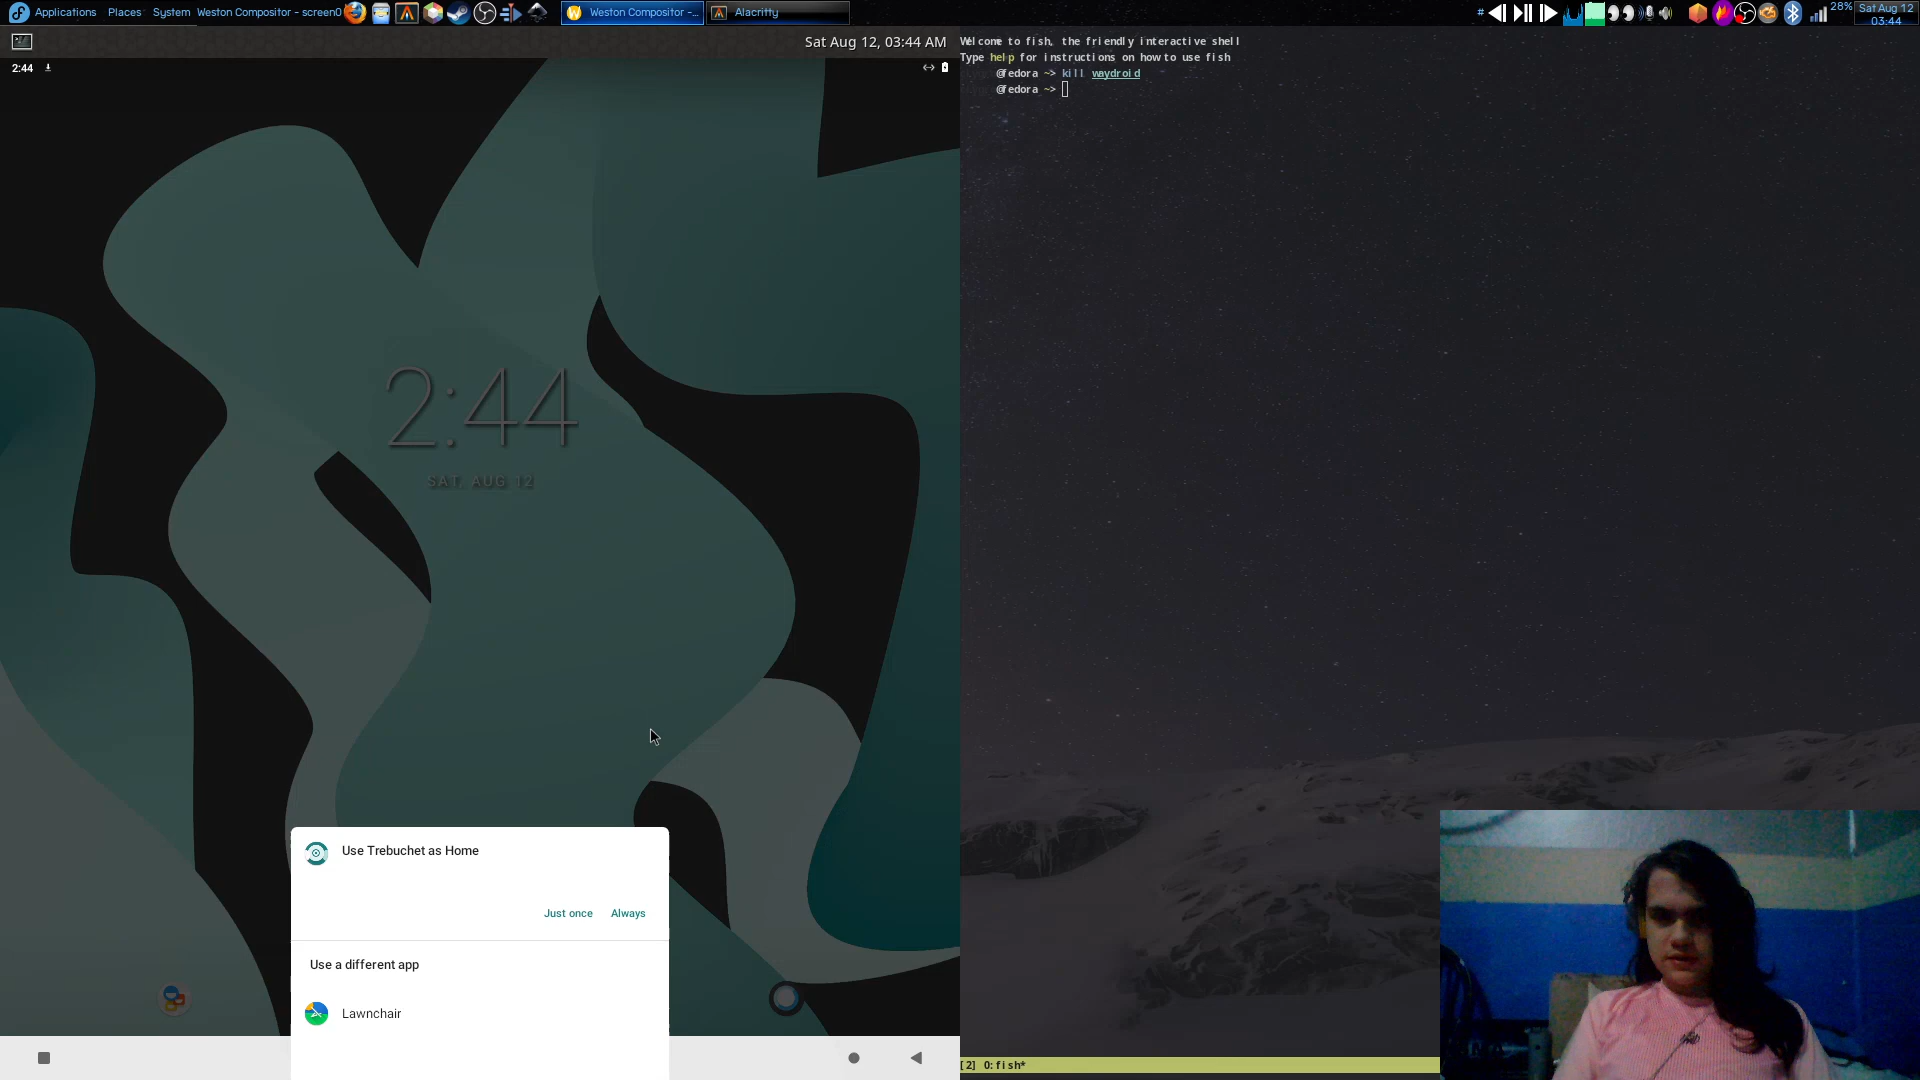 Applications Places System Weston Compositor - screen0
Weston Compositor -...
Alacritty
#
28%
Sat Aug 12
03:44
Sat Aug 12, 03:44 AM
2:44
2:44
SAT, AUG 12
Use Trebuchet as Home
Just once Always
Use a different app
Lawnchair
Welcome to fish, the friendly interactive shell
Type help for instructions on how to use fish
@fedora ~> kill waydroid
@fedora ~>
[2] 0:fish*